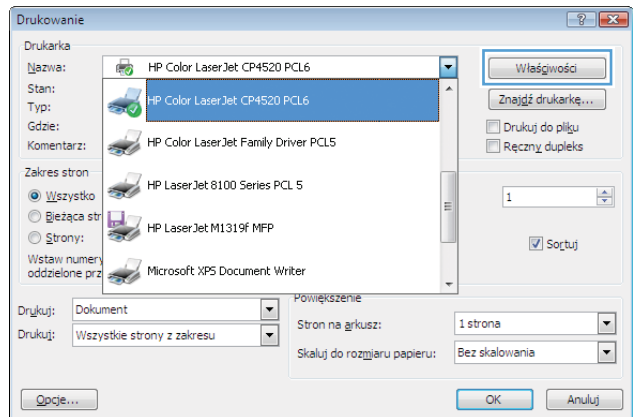 Drukowanie
Drukarka
Nazwa: HP Color LaserJet CP4520 PCL6 Właściwości
Stan: HP Color LaserJet CP4520 PCL6 Znajdź drukarkę...
Typ:
Gdzie: HP Color LaserJet Family Driver PCL5 Drukuj do pliku
Komentarz: Ręczny dupleks
Zakres stron
Wszystko HP LaserJet 8100 Series PCL 5 1
Bieżąca str
Strony: HP LaserJet M1319f MFP Sortuj
Wstaw numery
oddzielone prz Microsoft XPS Document Writer
Drukuj: Dokument Powiększenie
Drukuj: Wszystkie strony z zakresu Stron na arkusz: 1 strona
Skaluj do rozmiaru papieru: Bez skalowania
Opcje... OK Anuluj